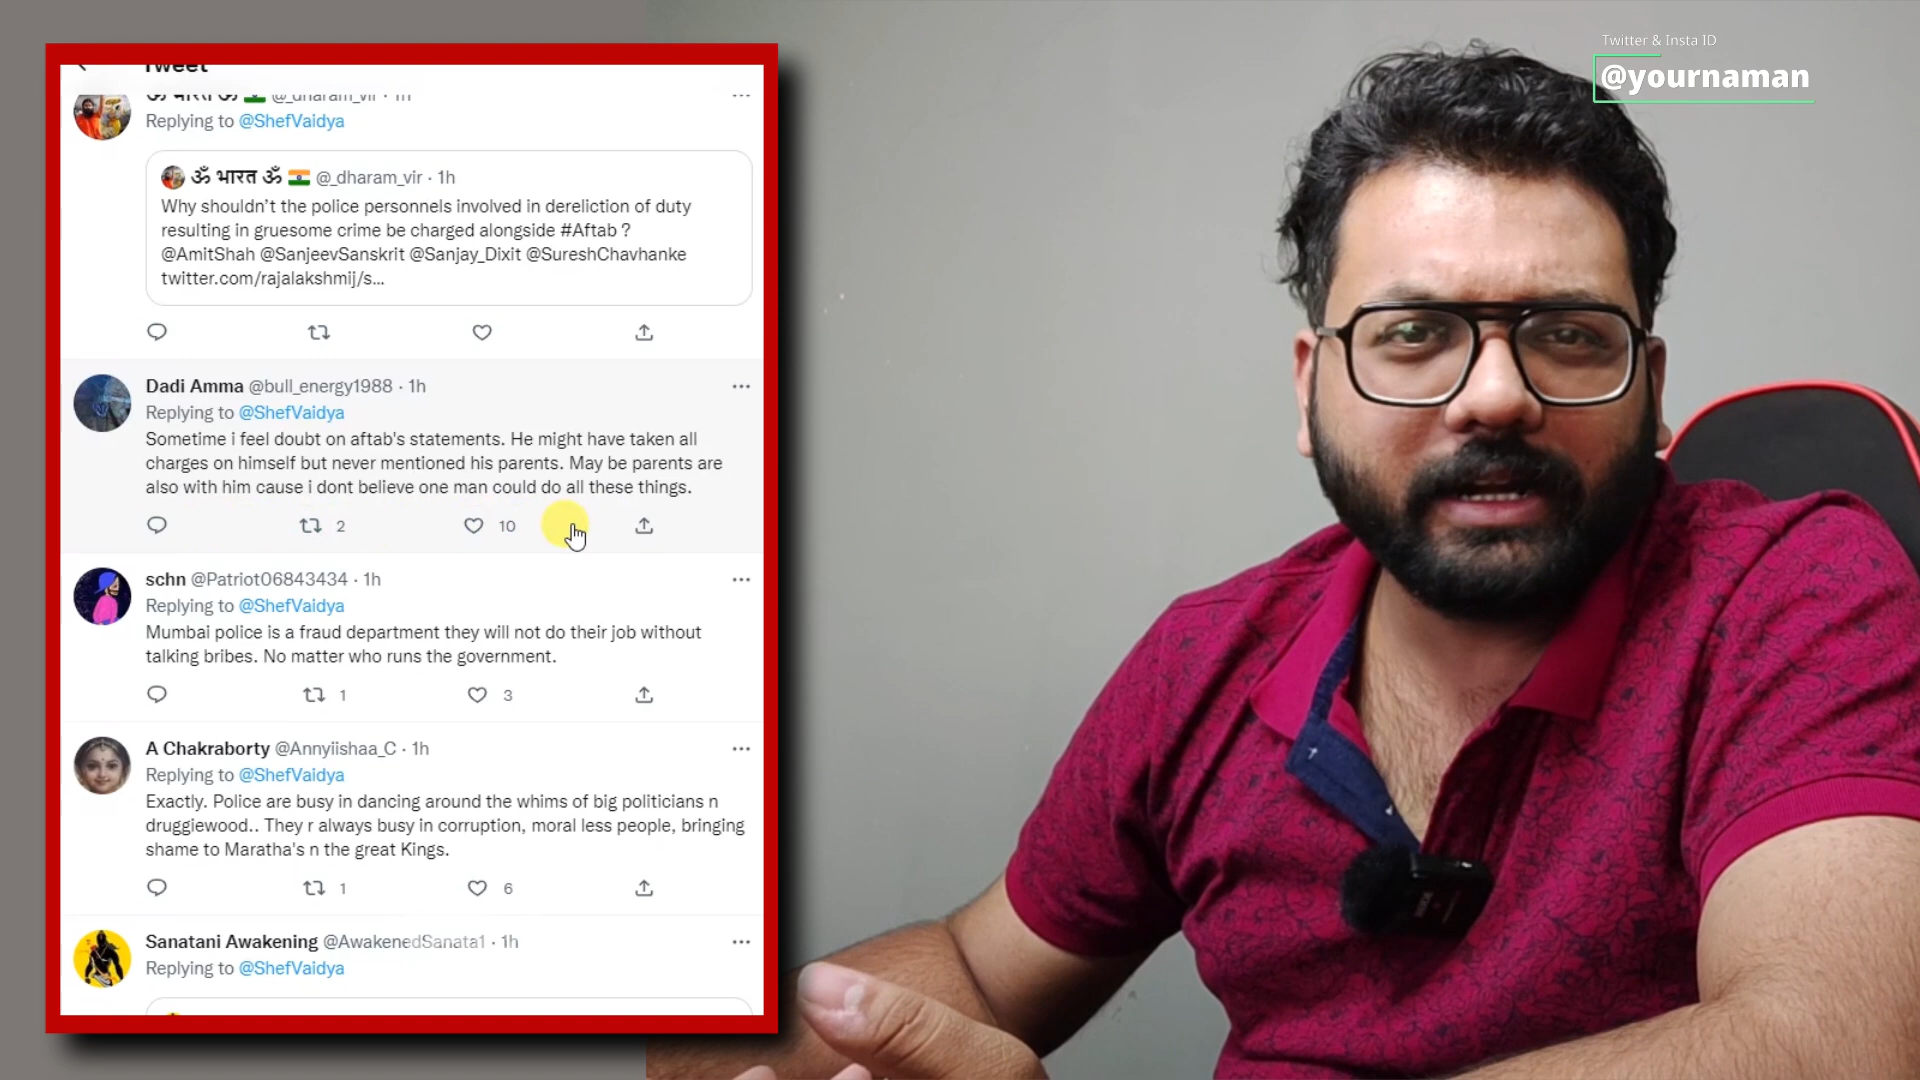 Twitter & Insta ID
@yournaman
Tweet
ॐ भारत ॐ @_dharam_vir · 1h
Replying to @ShefVaidya
ॐ भारत ॐ @_dharam_vir · 1h
Why shouldn’t the police personnels involved in dereliction of duty
resulting in gruesome crime be charged alongside #Aftab ?
@AmitShah @SanjeevSanskrit @Sanjay_Dixit @SureshChavhanke
twitter.com/rajalakshmij/s...
Dadi Amma @bull_energy1988 · 1h
Replying to @ShefVaidya
Sometime i feel doubt on aftab's statements. He might have taken all
charges on himself but never mentioned his parents. May be parents are
also with him cause i dont believe one man could do all these things.
2 10
schn @Patriot06843434 · 1h
Replying to @ShefVaidya
Mumbai police is a fraud department they will not do their job without
talking bribes. No matter who runs the government.
1 3
A Chakraborty @Annyiishaa_C · 1h
Replying to @ShefVaidya
Exactly. Police are busy in dancing around the whims of big politicians n
druggiewood.. They r always busy in corruption, moral less people, bringing
shame to Maratha's n the great Kings.
1 6
Sanatani Awakening @AwakenedSanata1 · 1h
Replying to @ShefVaidya